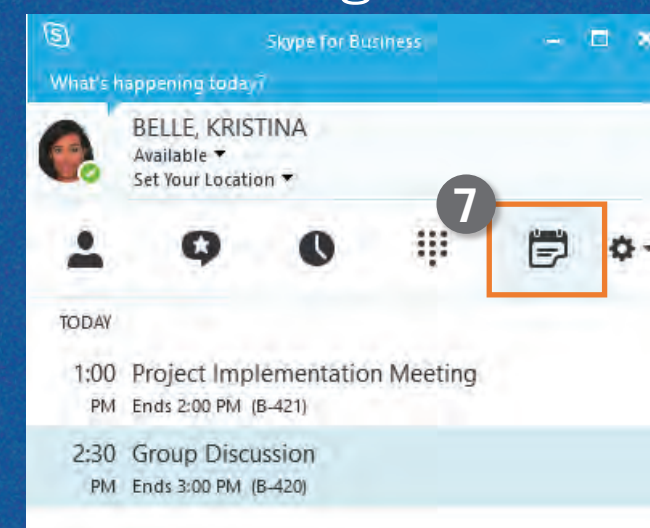 Skype for Business
What's happening today?
BELLE, KRISTINA
Available
Set Your Location
7
TODAY
1:00 Project Implementation Meeting
PM Ends 2:00 PM (B-421)
2:30 Group Discussion
PM Ends 3:00 PM (B-420)